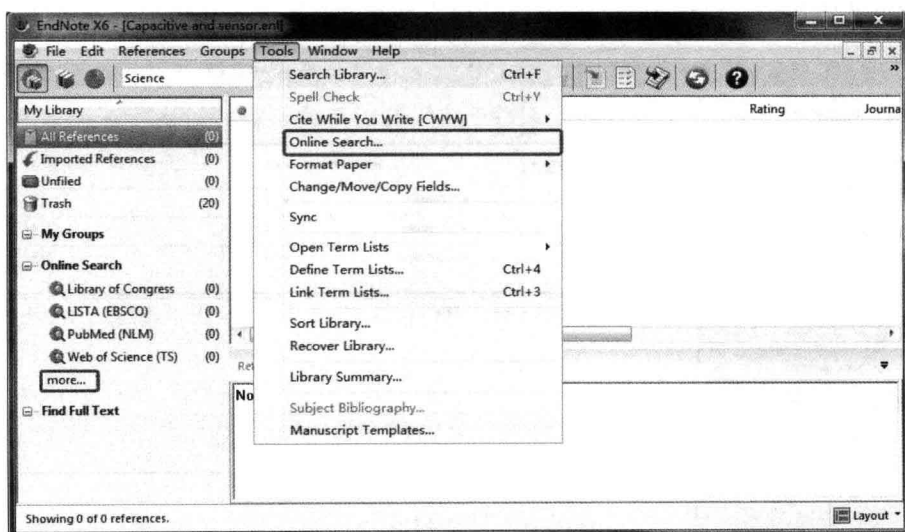 EndNote X6 - [Capacitive and sensor.enl]
File Edit References Groups Tools Window Help
Science
Search Library... Ctrl+F
Spell Check Ctrl+Y
Cite While You Write [CWYW]
Online Search...
Format Paper
Change/Move/Copy Fields...
Sync
Open Term Lists
Define Term Lists... Ctrl+4
Link Term Lists... Ctrl+3
Sort Library...
Recover Library...
Library Summary...
Subject Bibliography...
Manuscript Templates...
My Library
All References (0)
Imported References (0)
Unfiled (0)
Trash (20)
My Groups
Online Search
Library of Congress (0)
LISTA (EBSCO) (0)
PubMed (NLM) (0)
Web of Science (TS) (0)
more...
Find Full Text
Rating Journa
Ref
No
Showing 0 of 0 references.
Layout